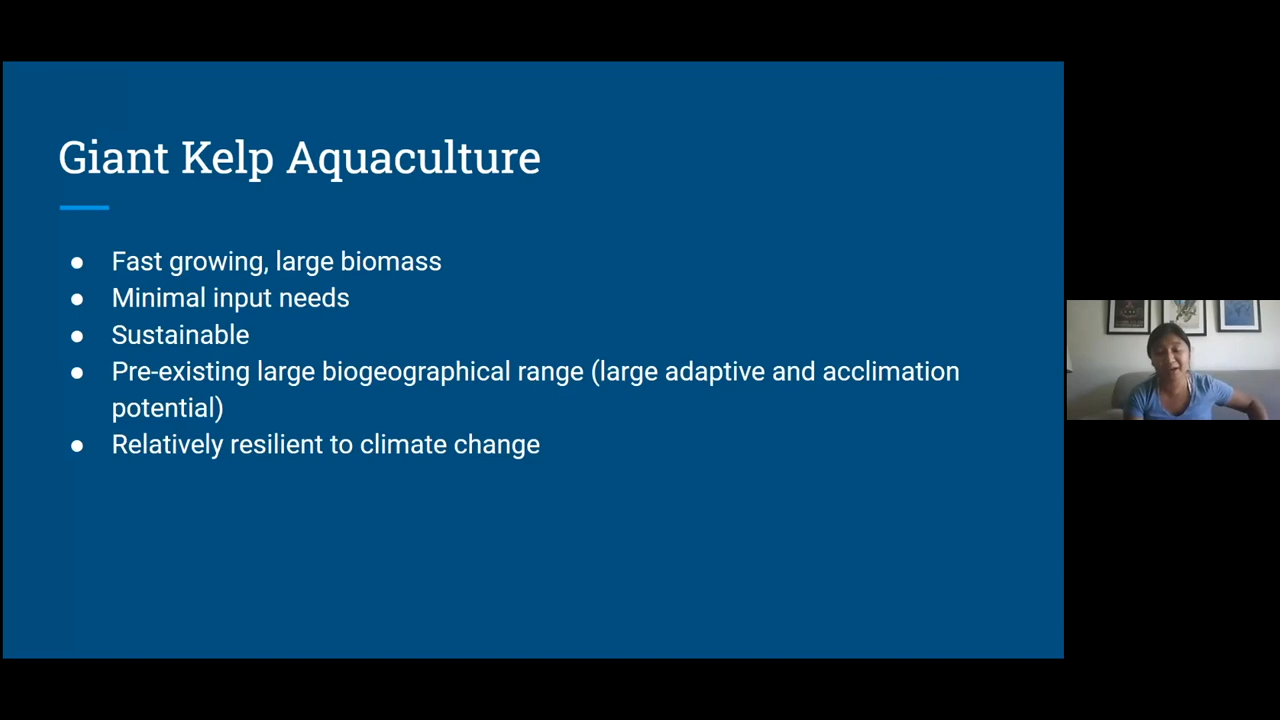 Giant Kelp Aquaculture
● Fast growing, large biomass
● Minimal input needs
● Sustainable
● Pre-existing large biogeographical range (large adaptive and acclimation
potential)
● Relatively resilient to climate change